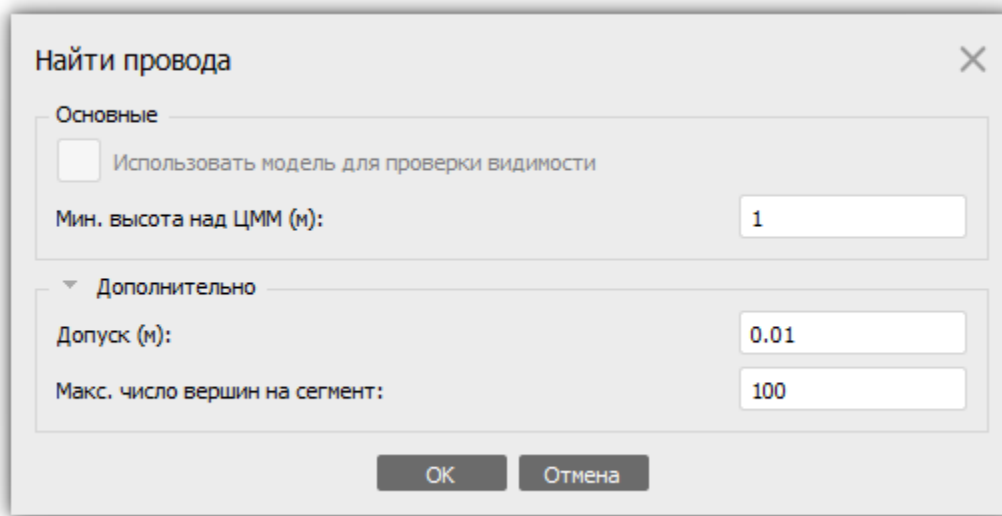 Найти провода
Основные
Использовать модель для проверки видимости
Мин. высота над ЦММ (м): 1
Дополнительно
Допуск (м): 0.01
Макс. число вершин на сегмент: 100
OK Отмена